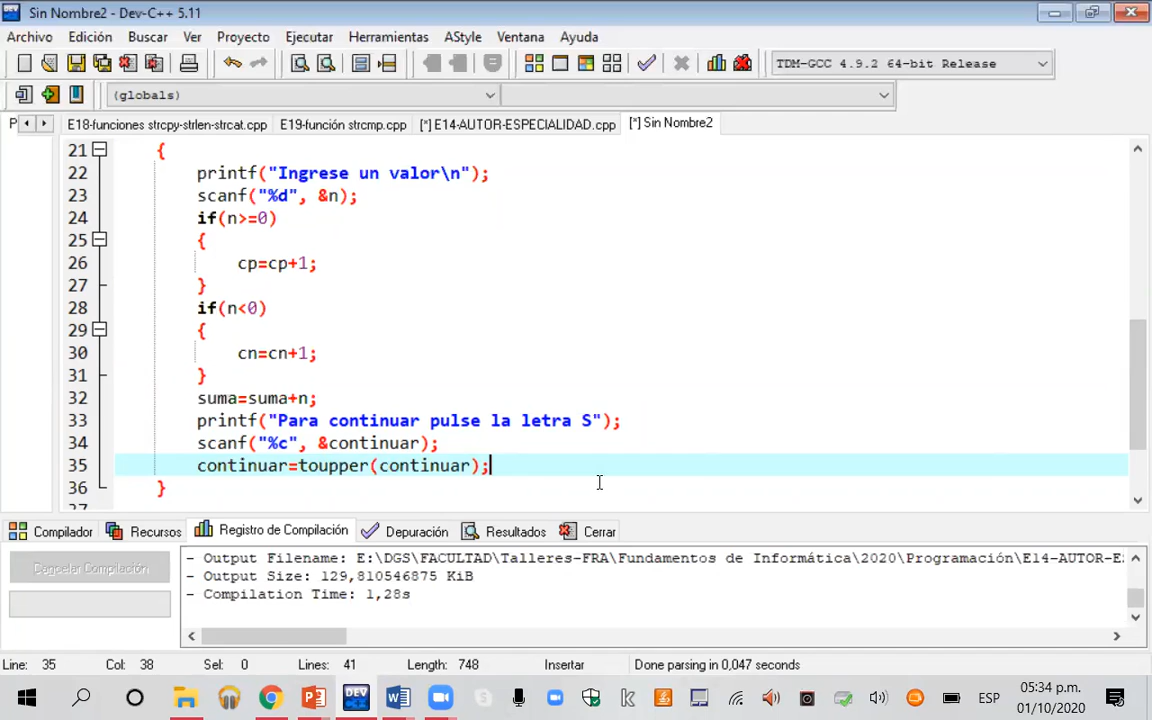 Sin Nombre2 - Dev-C++ 5.11
Archivo Edición Buscar Ver Proyecto Ejecutar Herramientas AStyle Ventana Ayuda
TDM-GCC 4.9.2 64-bit Release
(globals)
P E18-funciones strcpy-strlen-strcat.cpp E19-función strcmp.cpp [*] E14-AUTOR-ESPECIALIDAD.cpp [*] Sin Nombre2
21 {
22 printf("Ingrese un valor\n");
23 scanf("%d", &n);
24 if(n>=0)
25 {
26 cp=cp+1;
27 }
28 if(n<0)
29 {
30 cn=cn+1;
31 }
32 suma=suma+n;
33 printf("Para continuar pulse la letra S");
34 scanf("%c", &continuar);
35 continuar=toupper(continuar);
36 }
37
Compilador Recursos Registro de Compilación Depuración Resultados Cerrar
Cancelar Compilación
- Output Filename: E:\DGS\FACULTAD\Talleres-FRA\Fundamentos de Informática\2020\Programación\E14-AUTOR-E
- Output Size: 129,810546875 KiB
- Compilation Time: 1,28s
Line: 35 Col: 38 Sel: 0 Lines: 41 Length: 748 Insertar Done parsing in 0,047 seconds
ESP 05:34 p.m.
01/10/2020